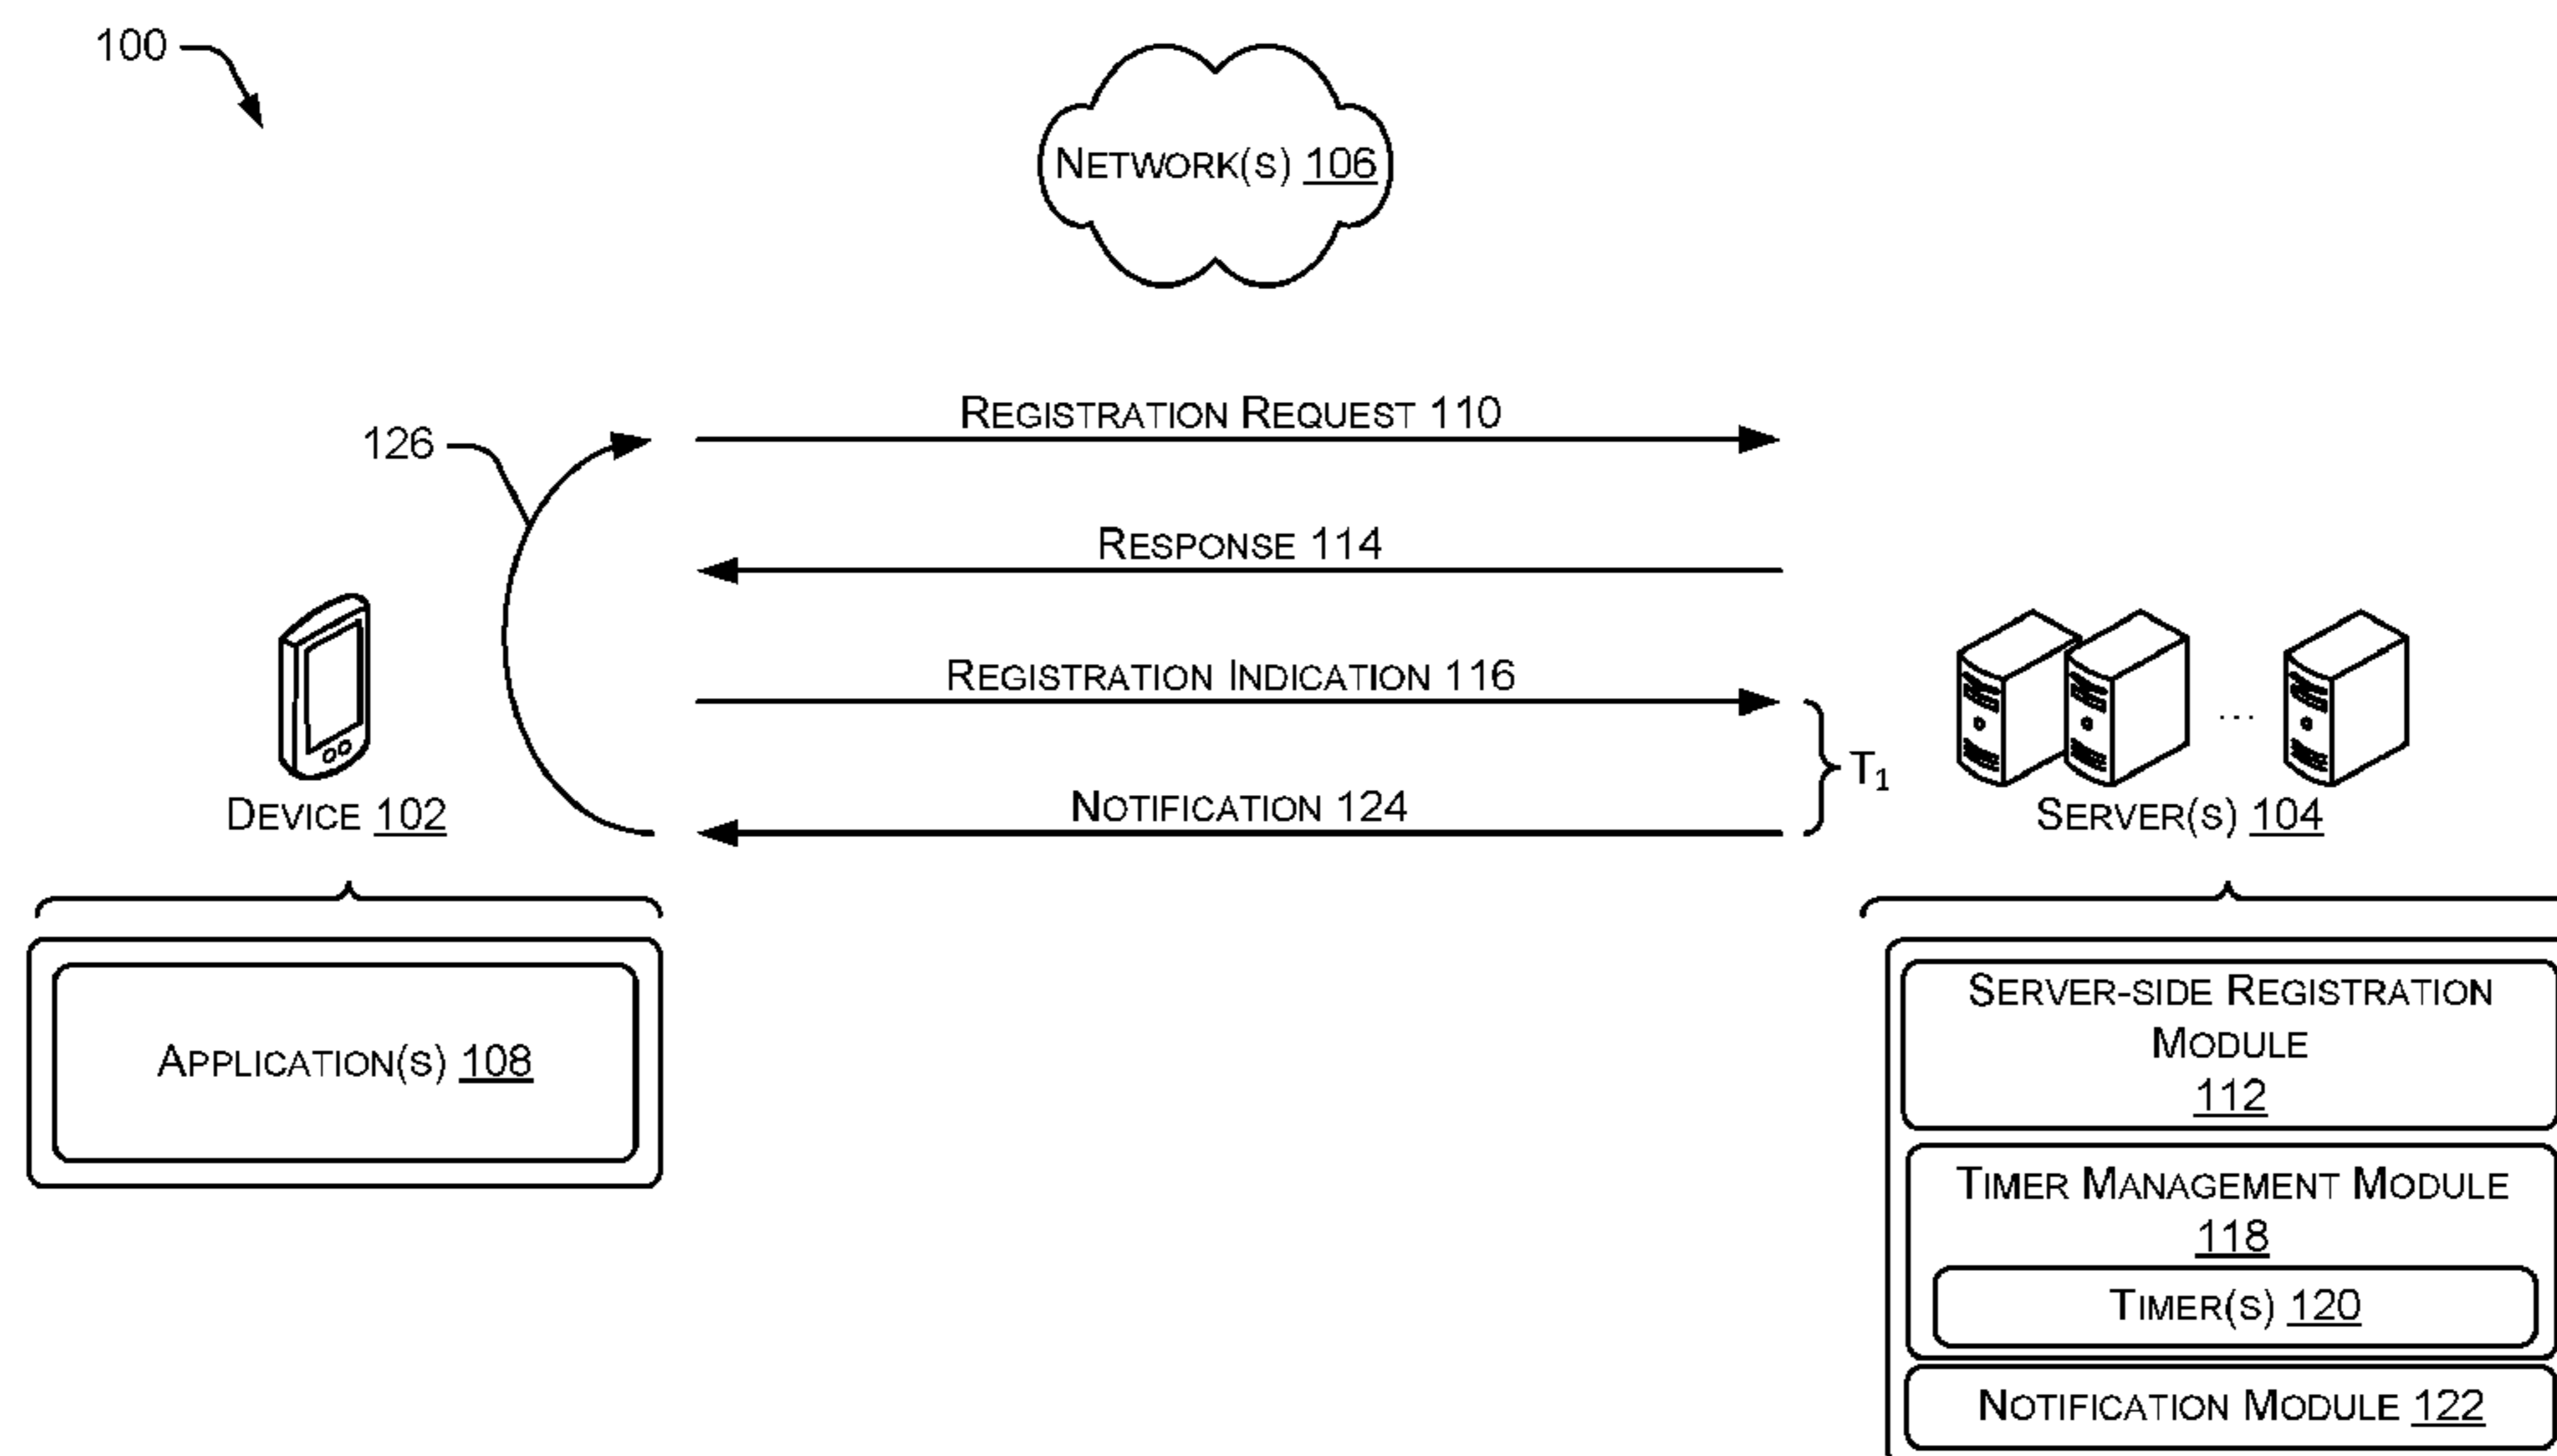 100
NETWORK(S) 106
REGISTRATION REQUEST 110
126
RESPONSE 114
REGISTRATION INDICATION 116
T1
NOTIFICATION 124
DEVICE 102
SERVER(S) 104
...
APPLICATION(S) 108
SERVER-SIDE REGISTRATION
MODULE
112
TIMER MANAGEMENT MODULE
118
TIMER(S) 120
NOTIFICATION MODULE 122